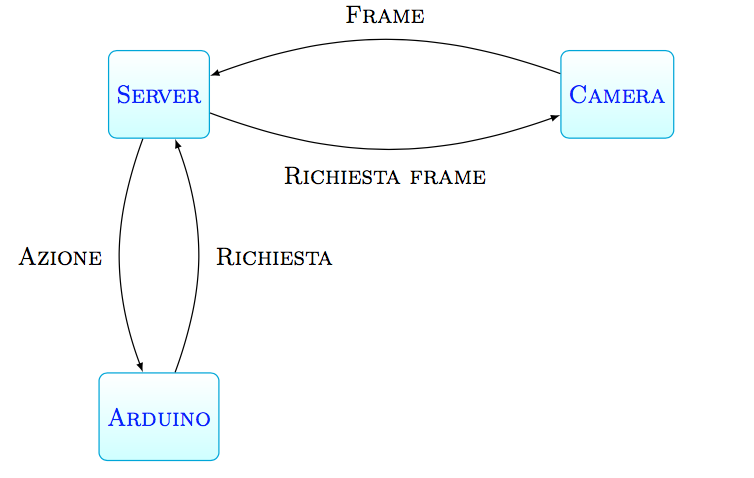 Frame
Server
Camera
Richiesta frame
Azione
Richiesta
Arduino